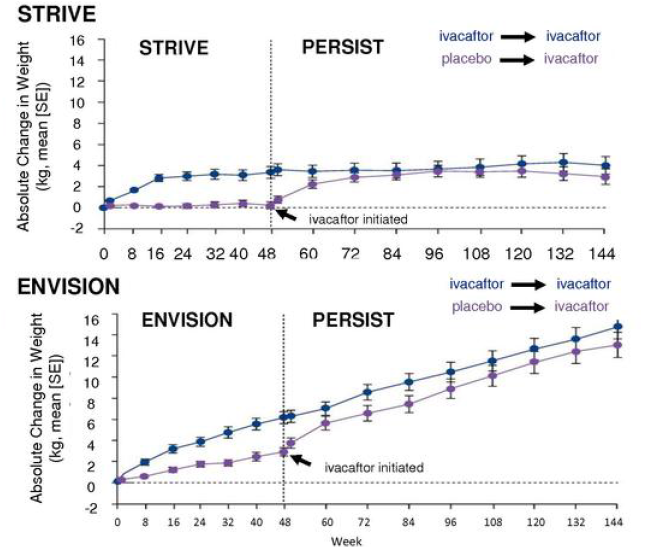 STRIVE
STRIVE
PERSIST
ivacaftor ivacaftor
placebo ivacaftor
Absolute Change in Weight
(kg, mean [SE])
16
14
12
10
8
6
4
2
0
-2
ivacaftor initiated
0 8 16 24 32 40 48 60 72 84 96 108 120 132 144
ENVISION
ENVISION
PERSIST
ivacaftor ivacaftor
placebo ivacaftor
Absolute Change in Weight
(kg, mean [SE])
16
14
12
10
8
6
4
2
0
-2
ivacaftor initiated
0 8 16 24 32 40 48 60 72 84 96 108 120 132 144
Week